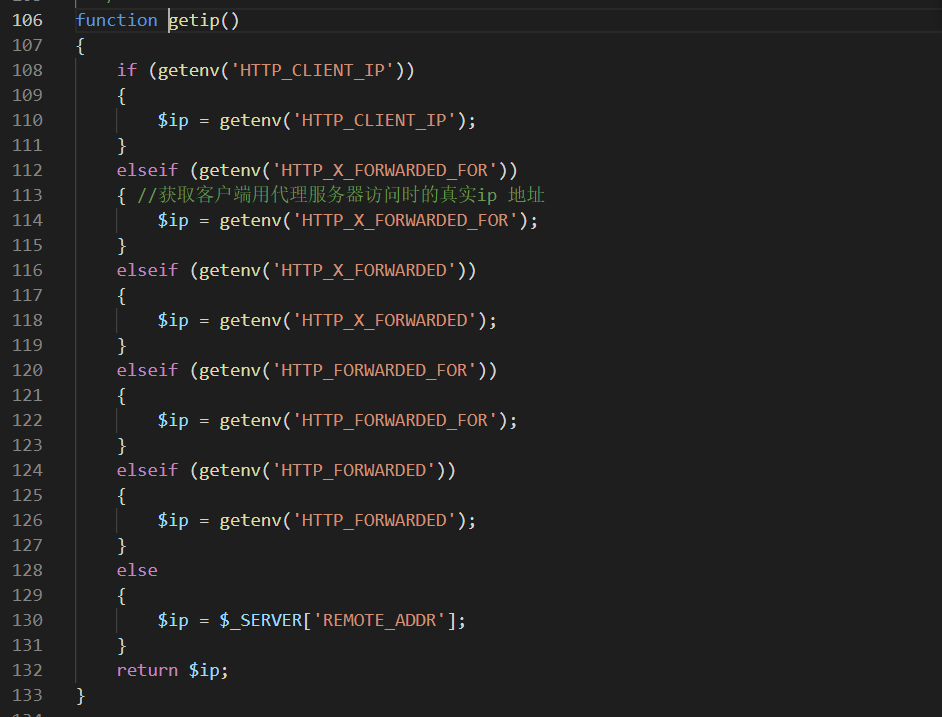 106 function getip()
107 {
108 if (getenv('HTTP_CLIENT_IP'))
109 {
110 $ip = getenv('HTTP_CLIENT_IP');
111 }
112 elseif (getenv('HTTP_X_FORWARDED_FOR'))
113 { //获取客户端用代理服务器访问时的真实ip 地址
114 $ip = getenv('HTTP_X_FORWARDED_FOR');
115 }
116 elseif (getenv('HTTP_X_FORWARDED'))
117 {
118 $ip = getenv('HTTP_X_FORWARDED');
119 }
120 elseif (getenv('HTTP_FORWARDED_FOR'))
121 {
122 $ip = getenv('HTTP_FORWARDED_FOR');
123 }
124 elseif (getenv('HTTP_FORWARDED'))
125 {
126 $ip = getenv('HTTP_FORWARDED');
127 }
128 else
129 {
130 $ip = $_SERVER['REMOTE_ADDR'];
131 }
132 return $ip;
133 }